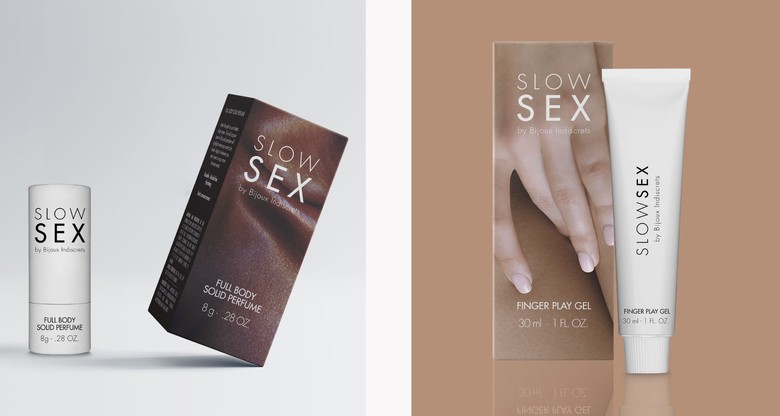 SLOW
SEX
by Bijoux Indiscrets
FULL BODY
SOLID PERFUME
8g · .28 OZ.
SLOW
SEX
by Bijoux Indiscrets
FULL BODY
SOLID PERFUME
8 g · .28 OZ.
SLOW
SEX
by Bijoux Indiscrets
FINGER PLAY GEL
30 ml · 1 FL. OZ.
SLOWSEX
by Bijoux Indiscrets
FINGER PLAY GEL
30 ml · 1 FL. OZ.